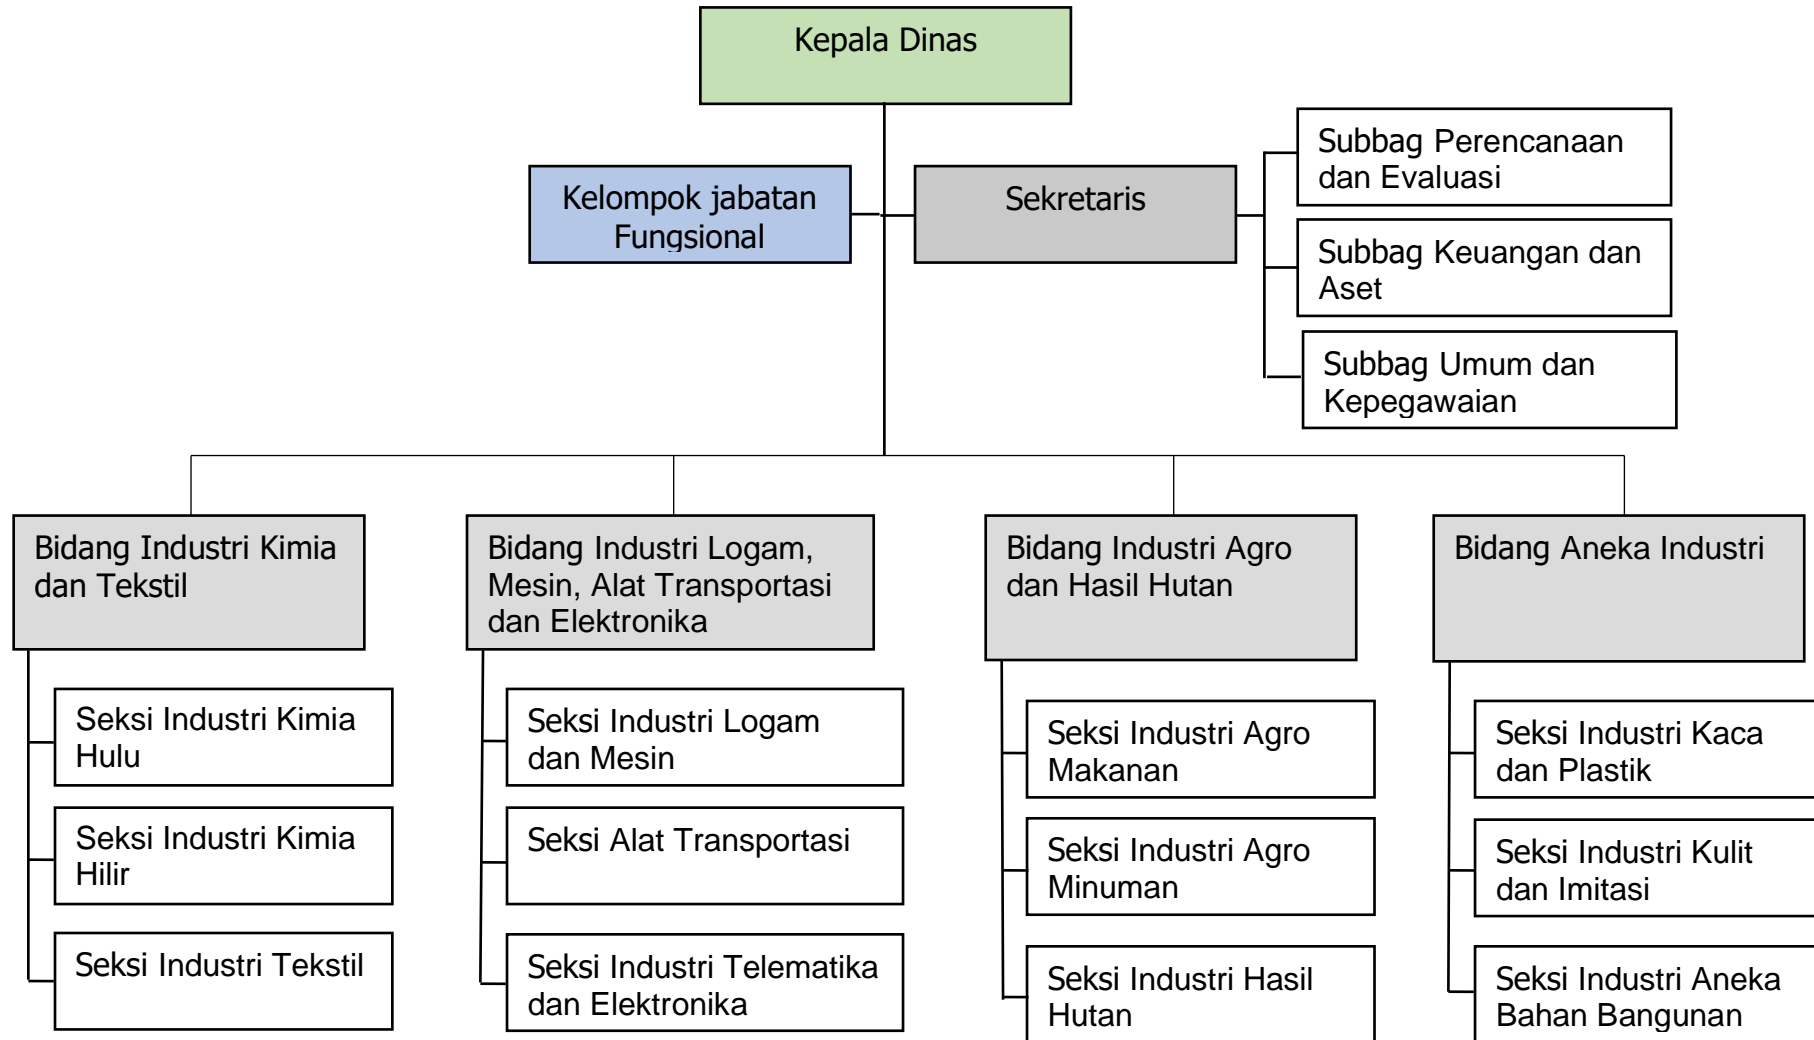 Kepala Dinas
Kelompok jabatan
Fungsional
Sekretaris
Subbag Perencanaan
dan Evaluasi
Subbag Keuangan dan
Aset
Subbag Umum dan
Kepegawaian
Bidang Industri Kimia
dan Tekstil
Seksi Industri Kimia
Hulu
Seksi Industri Kimia
Hilir
Seksi Industri Tekstil
Bidang Industri Logam,
Mesin, Alat Transportasi
dan Elektronika
Seksi Industri Logam
dan Mesin
Seksi Alat Transportasi
Seksi Industri Telematika
dan Elektronika
Bidang Industri Agro
dan Hasil Hutan
Seksi Industri Agro
Makanan
Seksi Industri Agro
Minuman
Seksi Industri Hasil
Hutan
Bidang Aneka Industri
Seksi Industri Kaca
dan Plastik
Seksi Industri Kulit
dan Imitasi
Seksi Industri Aneka
Bahan Bangunan